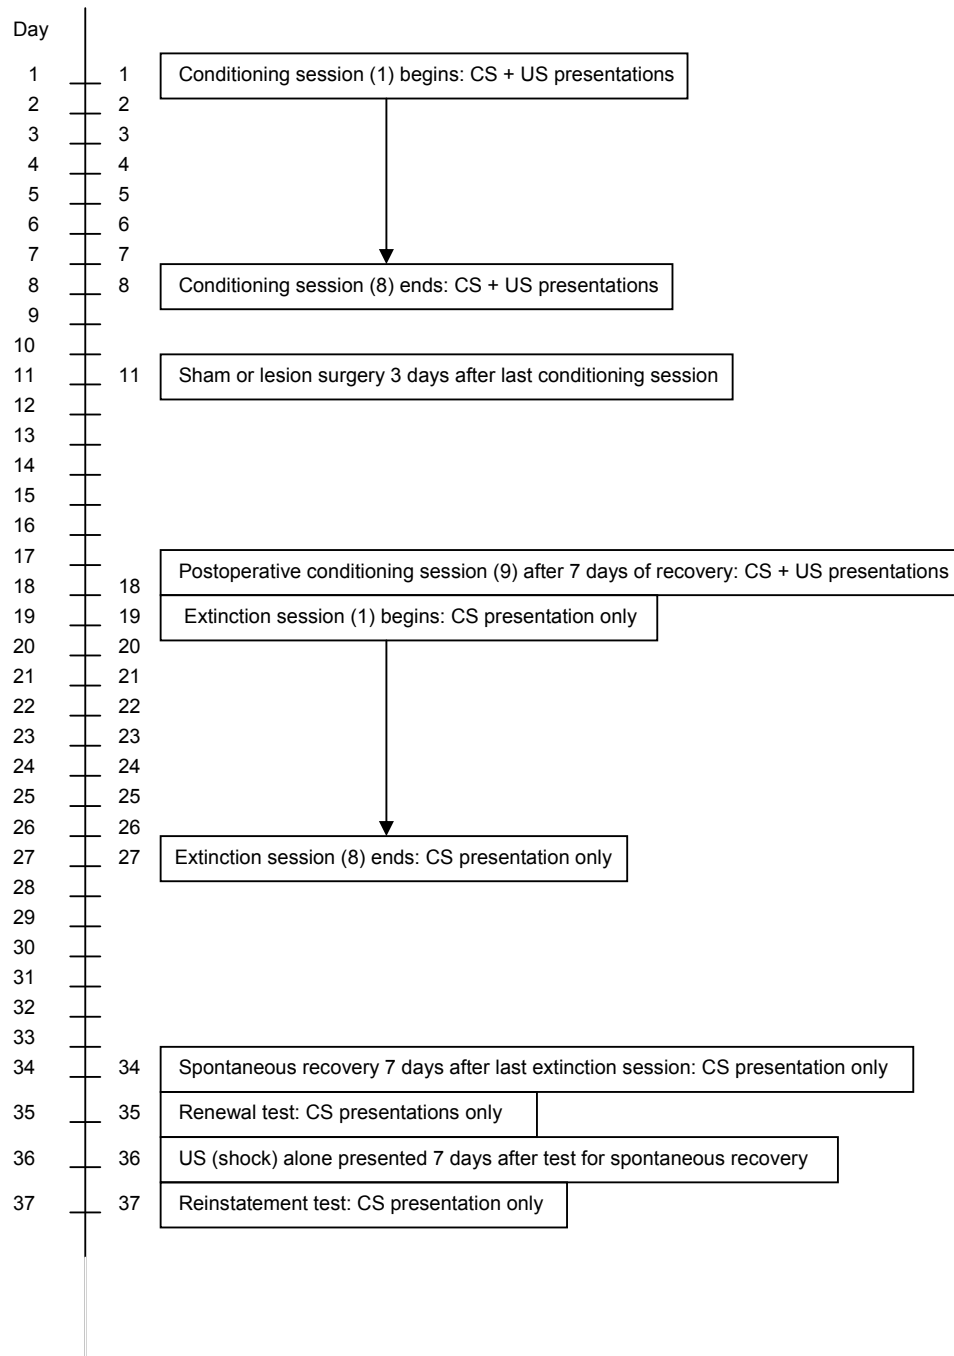 Day
1 1 Conditioning session (1) begins: CS + US presentations
2 2
3 3
4 4
5 5
6 6
7 7
8 8 Conditioning session (8) ends: CS + US presentations
9
10
11 11 Sham or lesion surgery 3 days after last conditioning session
12
13
14
15
16
17
18 18 Postoperative conditioning session (9) after 7 days of recovery: CS + US presentations
19 19 Extinction session (1) begins: CS presentation only
20 20
21 21
22 22
23 23
24 24
25 25
26 26
27 27 Extinction session (8) ends: CS presentation only
28
29
30
31
32
33
34 34 Spontaneous recovery 7 days after last extinction session: CS presentation only
35 35 Renewal test: CS presentations only
36 36 US (shock) alone presented 7 days after test for spontaneous recovery
37 37 Reinstatement test: CS presentation only